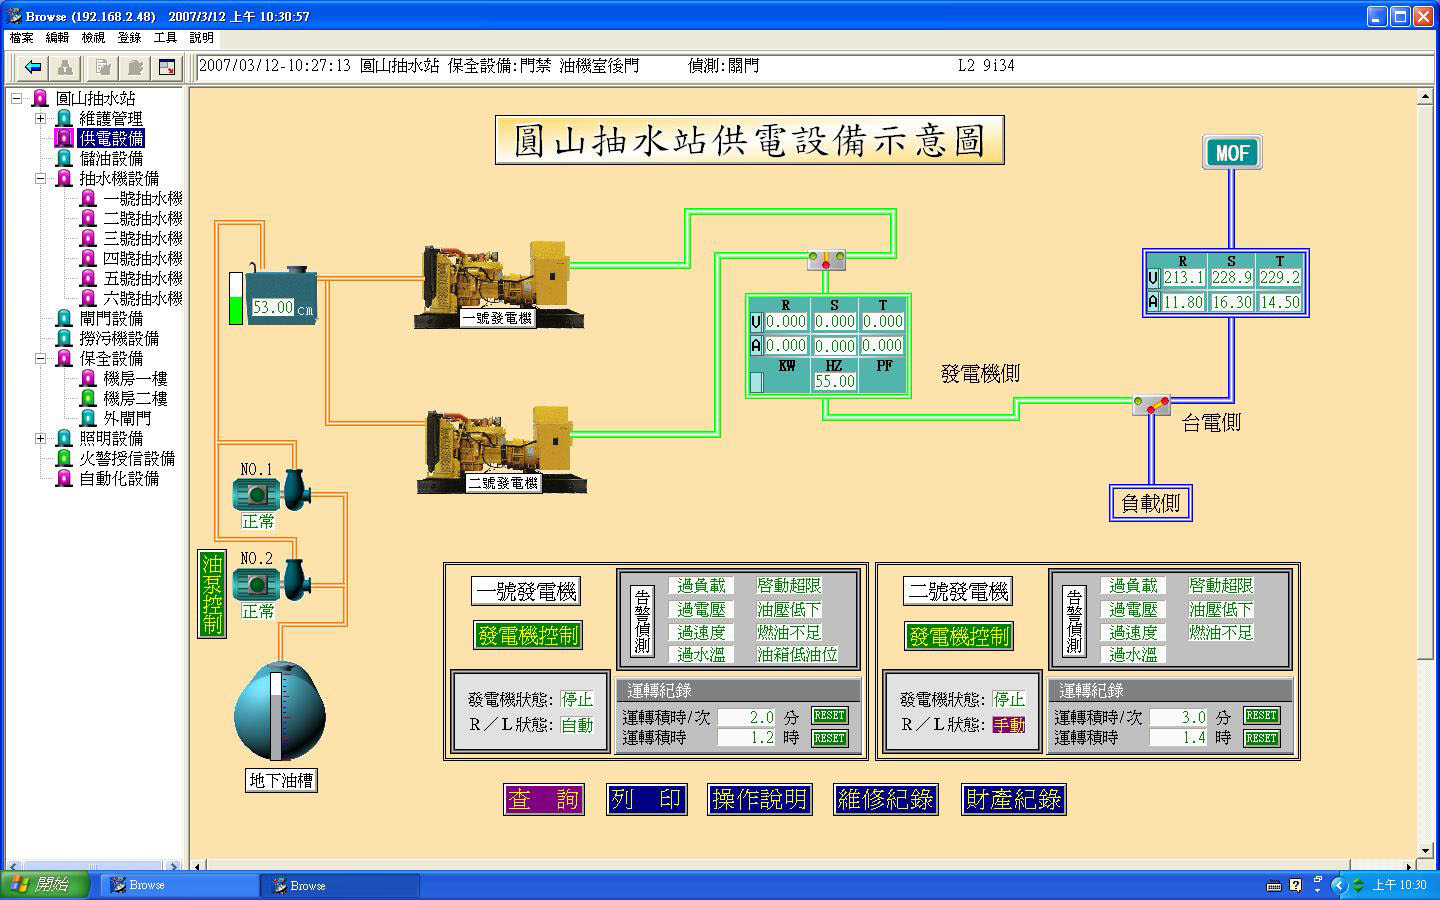 Browse (192.168.2.48)   2007/3/12 上午 10:30:57
檔案 編輯 檢視 登錄 工具 說明
2007/03/12-10:27:13 圓山抽水站 保全設備:門禁 油機室後門 偵測:關門 L2 9i34
圓山抽水站
維護管理
供電設備
儲油設備
抽水機設備
一號抽水機
二號抽水機
三號抽水機
四號抽水機
五號抽水機
六號抽水機
閘門設備
撈污機設備
保全設備
機房一樓
機房二樓
外閘門
照明設備
火警授信設備
自動化設備
圓山抽水站供電設備示意圖
MOF
R S T
V 213.1 228.9 229.2
A 11.80 16.30 14.50
53.00 cm
一號發電機
R S T
V 0.000 0.000 0.000
A 0.000 0.000 0.000
KW HZ PF
55.00
發電機側
台電側
二號發電機
負載側
NO.1
正常
NO.2
正常
油泵控制
地下油槽
一號發電機
發電機控制
告警偵測
過負載 啓動超限
過電壓 油壓低下
過速度 燃油不足
過水溫 油箱低油位
發電機狀態: 停止
R／L狀態: 自動
運轉紀錄
運轉積時/次 2.0 分 RESET
運轉積時 1.2 時 RESET
二號發電機
發電機控制
告警偵測
過負載 啓動超限
過電壓 油壓低下
過速度 燃油不足
過水溫
發電機狀態: 停止
R／L狀態: 手動
運轉紀錄
運轉積時/次 3.0 分 RESET
運轉積時 1.4 時 RESET
查 詢 列 印 操作說明 維修紀錄 財產紀錄
開始 Browse Browse 上午 10:30